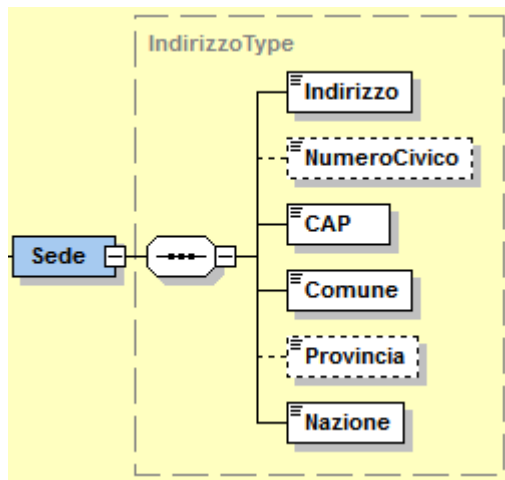 IndirizzoType
Indirizzo
NumeroCivico
CAP
Sede
Comune
Provincia
Nazione